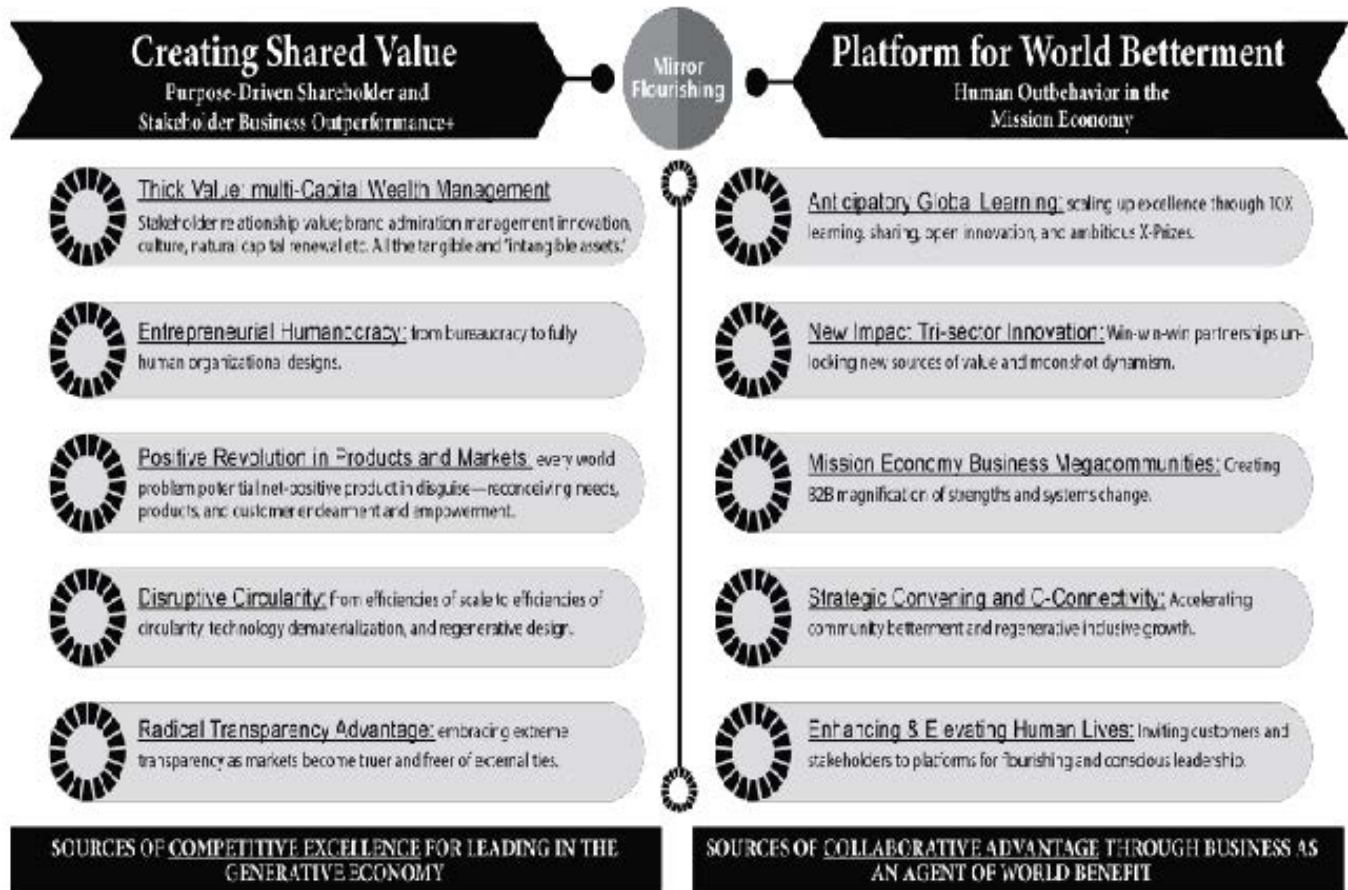 Creating Shared Value
Purpose-Driven Shareholder and
Stakeholder Business Outperformance+
Mirror
Flourishing
Platform for World Betterment
Human Outbehavior in the
Mission Economy
Thick Value: multi-Capital Wealth Management
Stakeholder relationship value; brand admiration management innovation,
culture, natural capital renewal etc. All the tangible and "intangible assets."
Entrepreneurial Humanocracy: from bureaucracy to fully
human organizational designs.
Positive Revolution in Products and Markets: every world
problem potential net-positive product in disguise—reconceiving needs,
products, and customer endearment and empowerment.
Disruptive Circularity: from efficiencies of scale to efficiencies of
circularity, technology dematerialization, and regenerative design.
Radical Transparency Advantage: embracing extreme
transparency as markets become truer and freer of external ties.
SOURCES OF COMPETITIVE EXCELLENCE FOR LEADING IN THE
GENERATIVE ECONOMY
Anticipatory Global Learning: scaling up excellence through 10X
learning, sharing, open innovation, and ambitious X-Prizes.
New Impact Tri-sector Innovation: Win-win-win partnerships un-
locking new sources of value and moonshot dynamism.
Mission Economy Business Megacommunities: Creating
B2B magnification of strengths and systems change.
Strategic Convening and C-Connectivity: Accelerating
community betterment and regenerative inclusive growth.
Enhancing & Elevating Human Lives: Inviting customers and
stakeholders to platforms for flourishing and conscious leadership.
SOURCES OF COLLABORATIVE ADVANTAGE THROUGH BUSINESS AS
AN AGENT OF WORLD BENEFIT